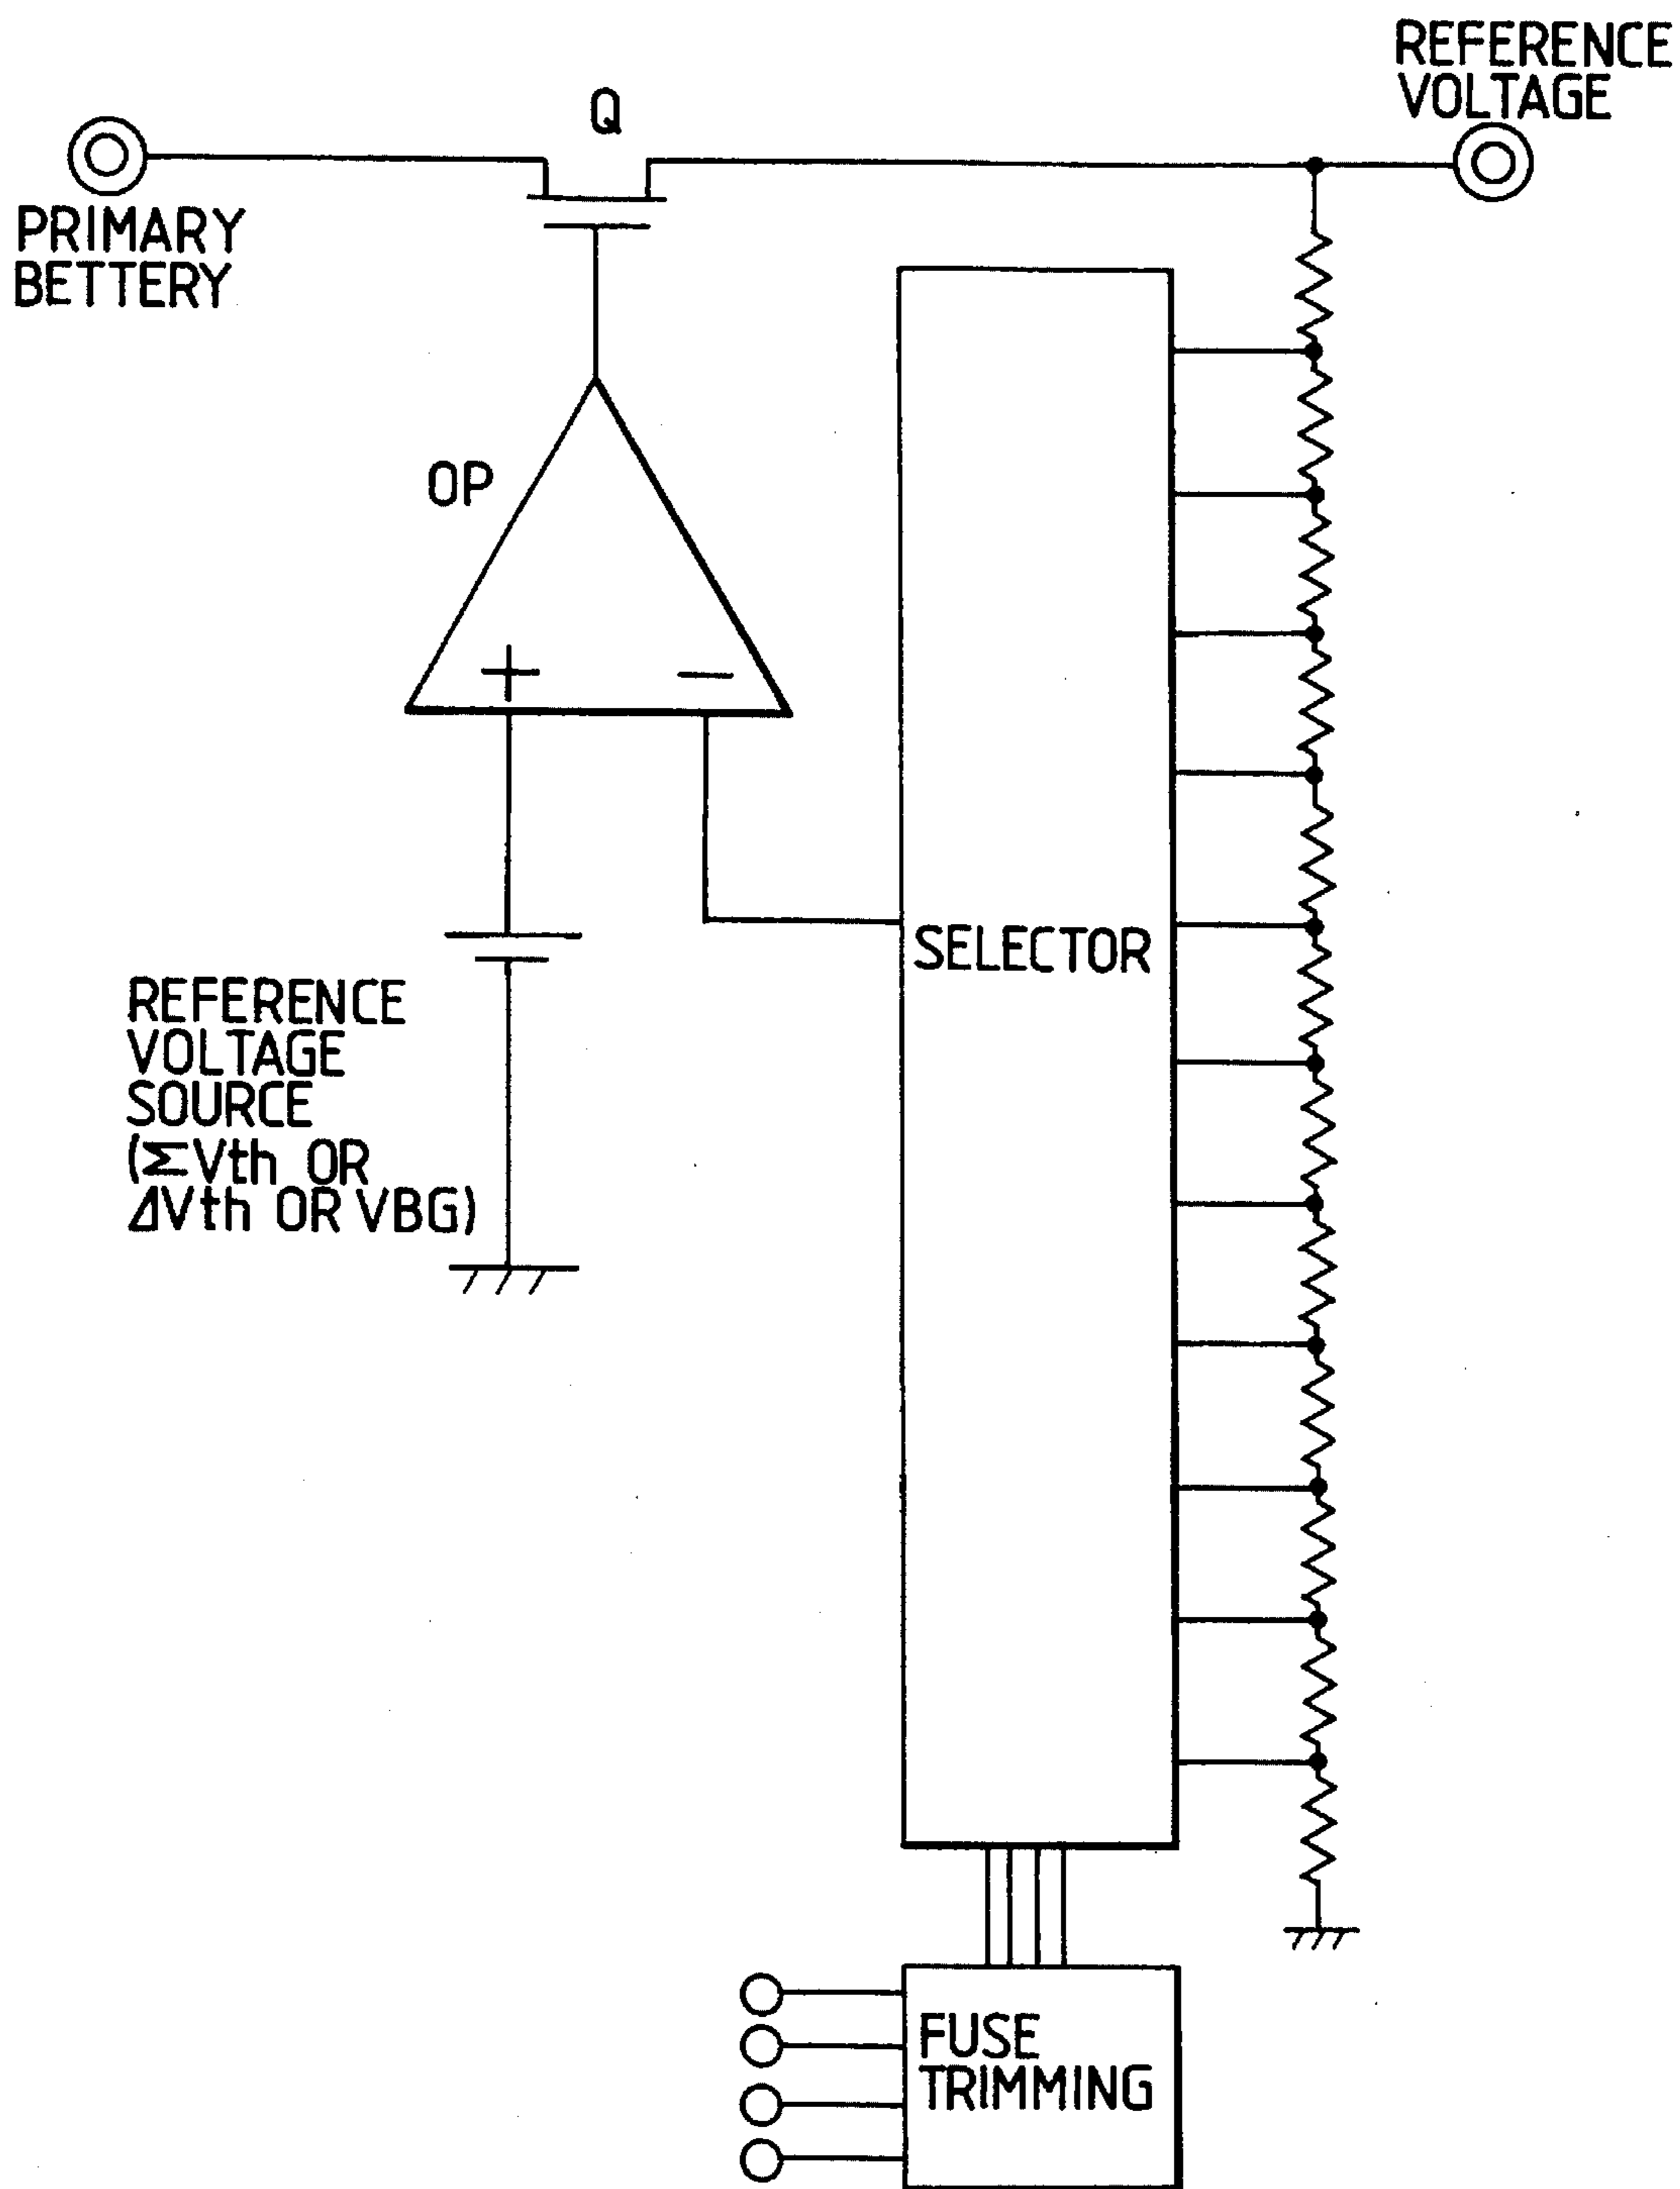 REFERENCE
VOLTAGE
Q
PRIMARY
BETTERY
OP
+
−
SELECTOR
REFERENCE
VOLTAGE
SOURCE
(ΣVth OR
ΔVth OR VBG)
FUSE
TRIMMING